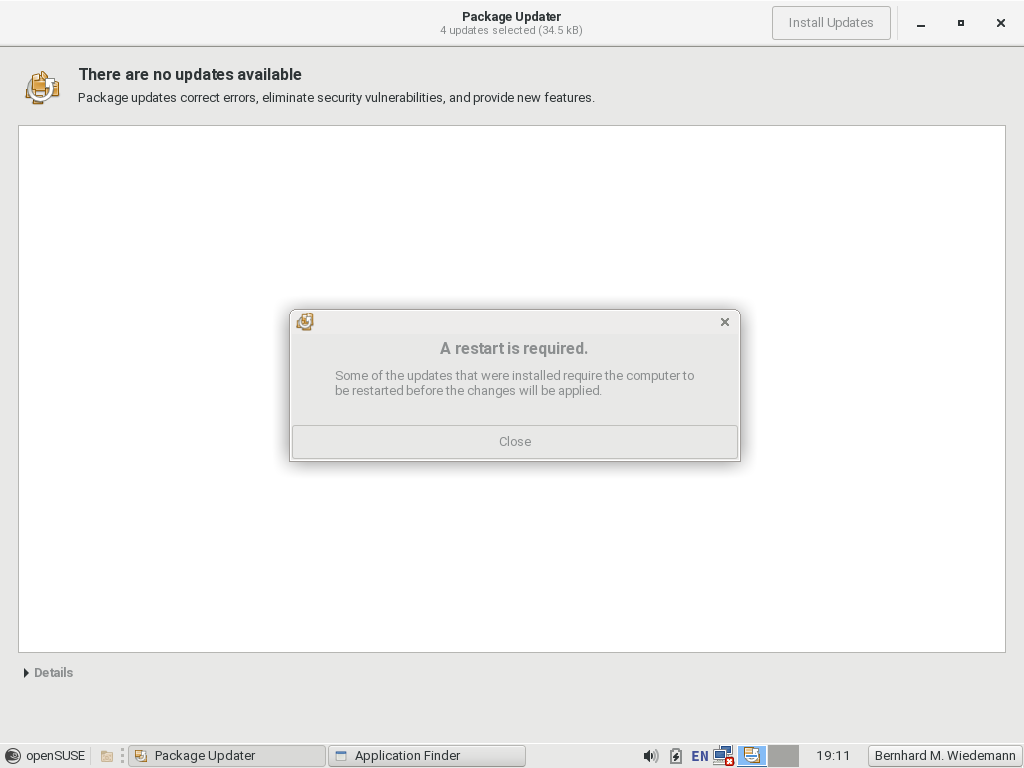 Package Updater
4 updates selected (34.5 kB)
Install Updates
There are no updates available
Package updates correct errors, eliminate security vulnerabilities, and provide new features.
A restart is required.
Some of the updates that were installed require the computer to
be restarted before the changes will be applied.
Close
Details
openSUSE
Package Updater
Application Finder
EN
19:11
Bernhard M. Wiedemann